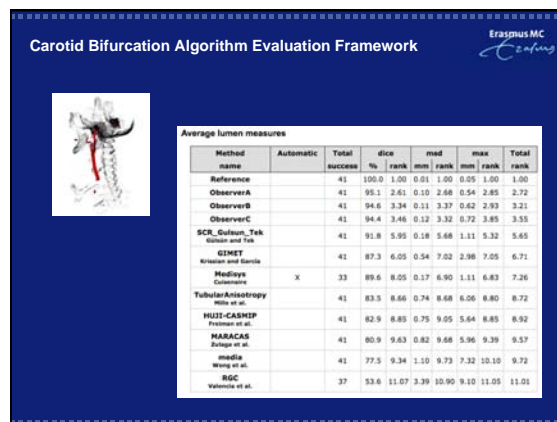 Carotid Bifurcation Algorithm Evaluation Framework
Erasmus MC
Erasmus
Average lumen measures
Method Automatic Total dice msd max Total
name success % rank mm rank mm rank rank
Reference 41 100.0 1.00 0.01 1.00 0.05 1.00 1.00
ObserverA 41 95.1 2.61 0.10 2.68 0.54 2.85 2.72
ObserverB 41 94.6 3.34 0.11 3.37 0.62 2.93 3.21
ObserverC 41 94.4 3.46 0.12 3.32 0.72 3.85 3.55
SCR_Gulsun_Tek 41 91.8 5.95 0.18 5.68 1.11 5.32 5.65
Gülsün and Tek
GIMET 41 87.3 6.05 0.54 7.02 2.98 7.05 6.71
Krissian and Garcia
Medisys X 33 89.6 8.05 0.17 6.90 1.11 6.83 7.26
Cuisenaire
TubularAnisotropy 41 83.5 8.66 0.74 8.68 6.06 8.80 8.72
Mille et al.
HUJI-CASMIP 41 82.9 8.85 0.75 9.05 5.64 8.85 8.92
Freiman et al.
MARACAS 41 80.9 9.63 0.82 9.68 5.96 9.39 9.57
Zuluaga et al.
media 41 77.5 9.34 1.10 9.73 7.32 10.10 9.72
Wong et al.
RGC 37 53.6 11.07 3.39 10.90 9.10 11.05 11.01
Valencia et al.